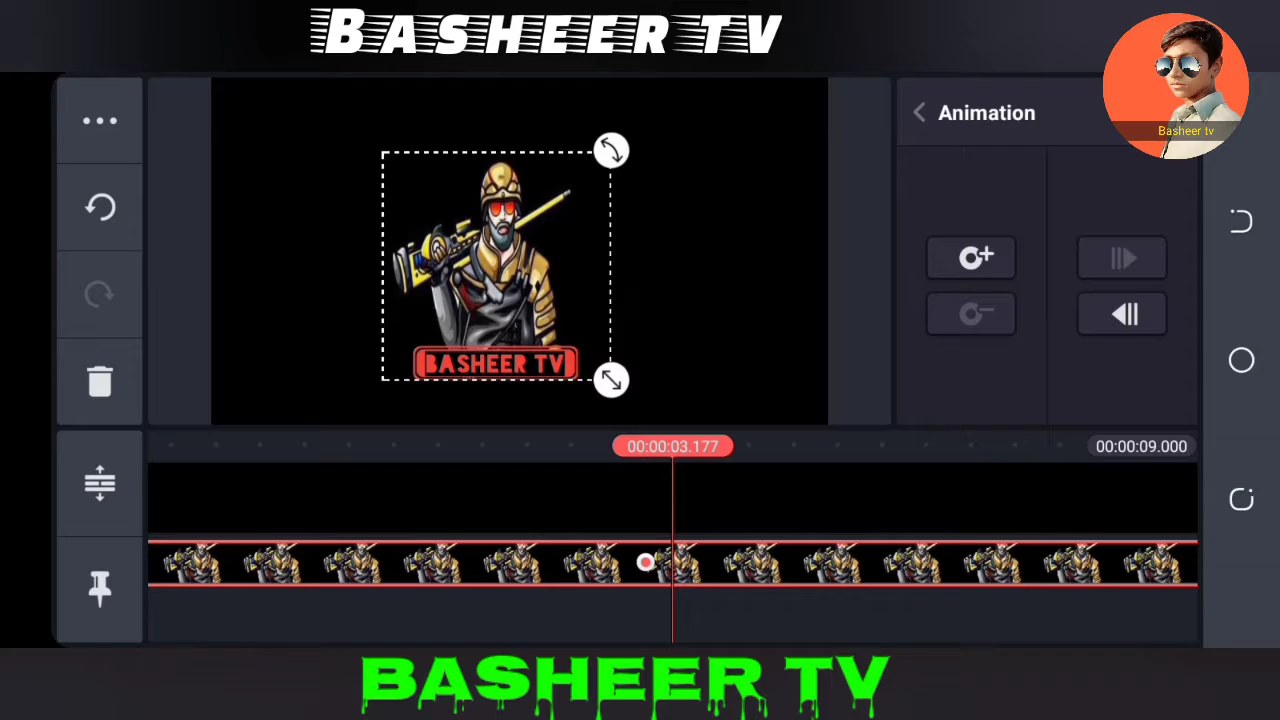 BASHEER TV
Animation
Basheer tv
BASHEER TV
00:00:03.177
00:00:09.000
BASHEER TV